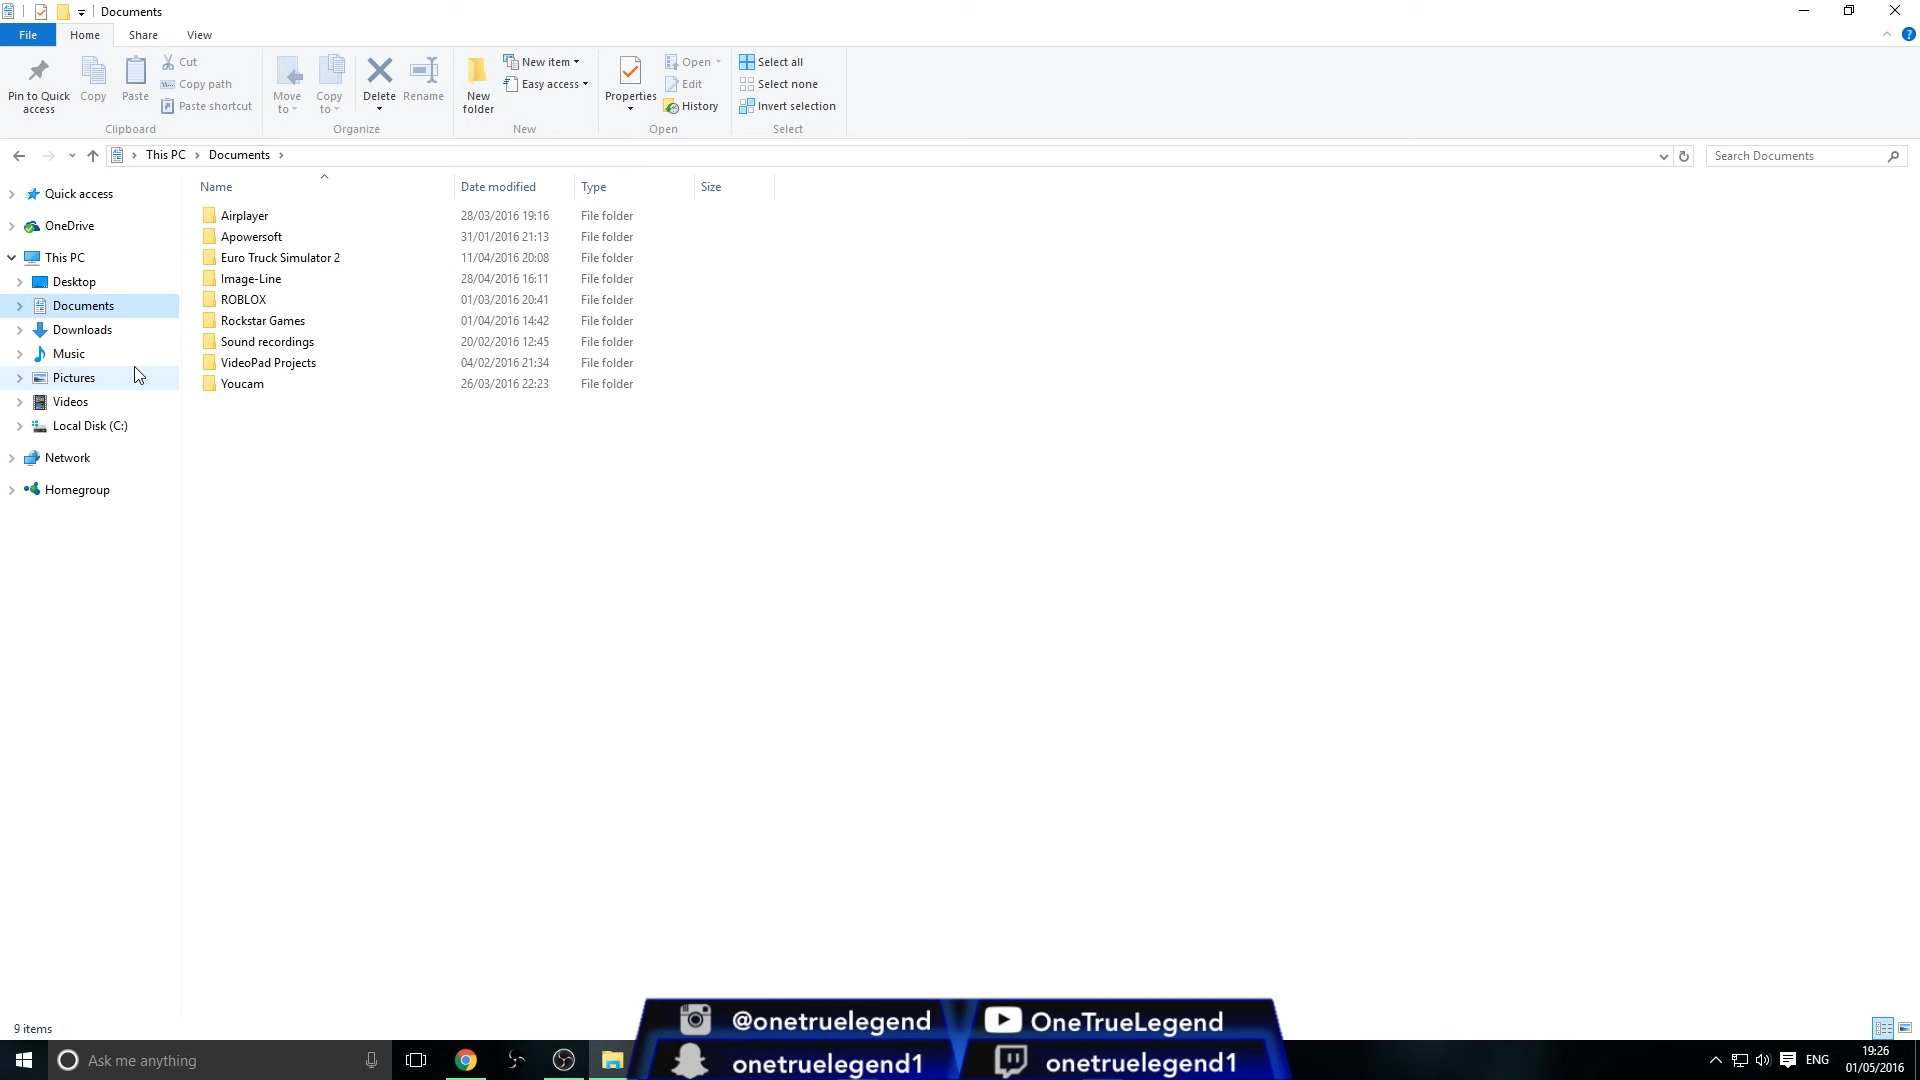 Documents
File Home Share View
Pin to Quick access
Copy
Paste
Cut
Copy path
Paste shortcut
Clipboard
Move to
Copy to
Delete
Rename
Organize
New folder
New item
Easy access
New
Properties
Open
Edit
History
Open
Select all
Select none
Invert selection
Select
This PC > Documents >
Search Documents
Quick access
OneDrive
This PC
Desktop
Documents
Downloads
Music
Pictures
Videos
Local Disk (C:)
Network
Homegroup
Name Date modified Type Size
Airplayer 28/03/2016 19:16 File folder
Apowersoft 31/01/2016 21:13 File folder
Euro Truck Simulator 2 11/04/2016 20:08 File folder
Image-Line 28/04/2016 16:11 File folder
ROBLOX 01/03/2016 20:41 File folder
Rockstar Games 01/04/2016 14:42 File folder
Sound recordings 20/02/2016 12:45 File folder
VideoPad Projects 04/02/2016 21:34 File folder
Youcam 26/03/2016 22:23 File folder
9 items
@onetruelegend OneTrueLegend
onetruelegend1 onetruelegend1
Ask me anything
ENG
19:26
01/05/2016